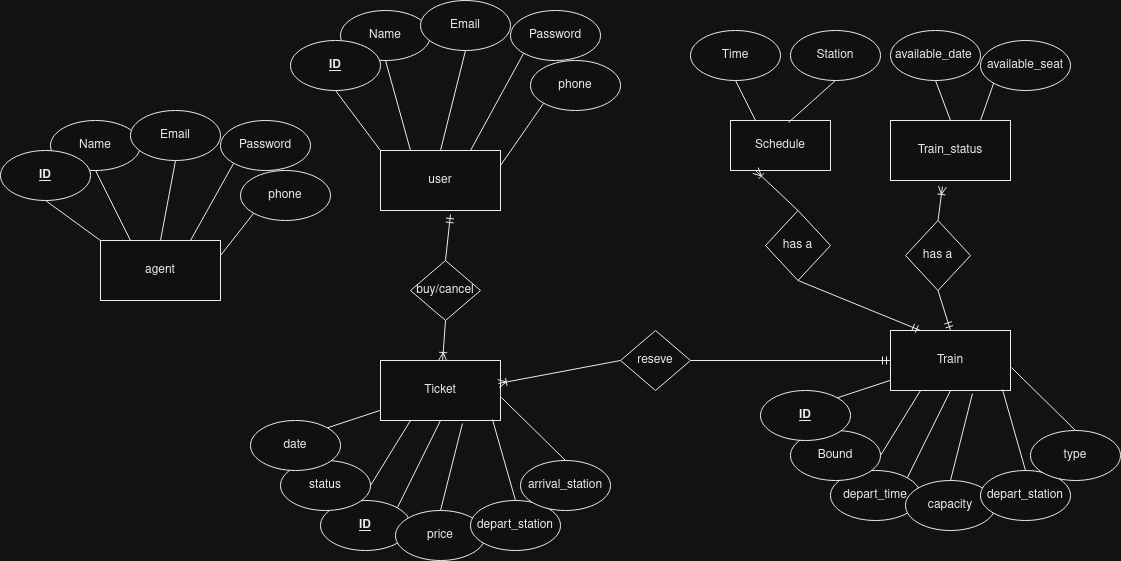 Name
Email
Password
ID
phone
user
Time
Station
available_date
available_seat
Schedule
Train_status
Name
Email
Password
ID
phone
agent
buy/cancel
has a
has a
reseve
Ticket
Train
date
status
ID
price
depart_station
arrival_station
ID
Bound
depart_time
capacity
depart_station
type